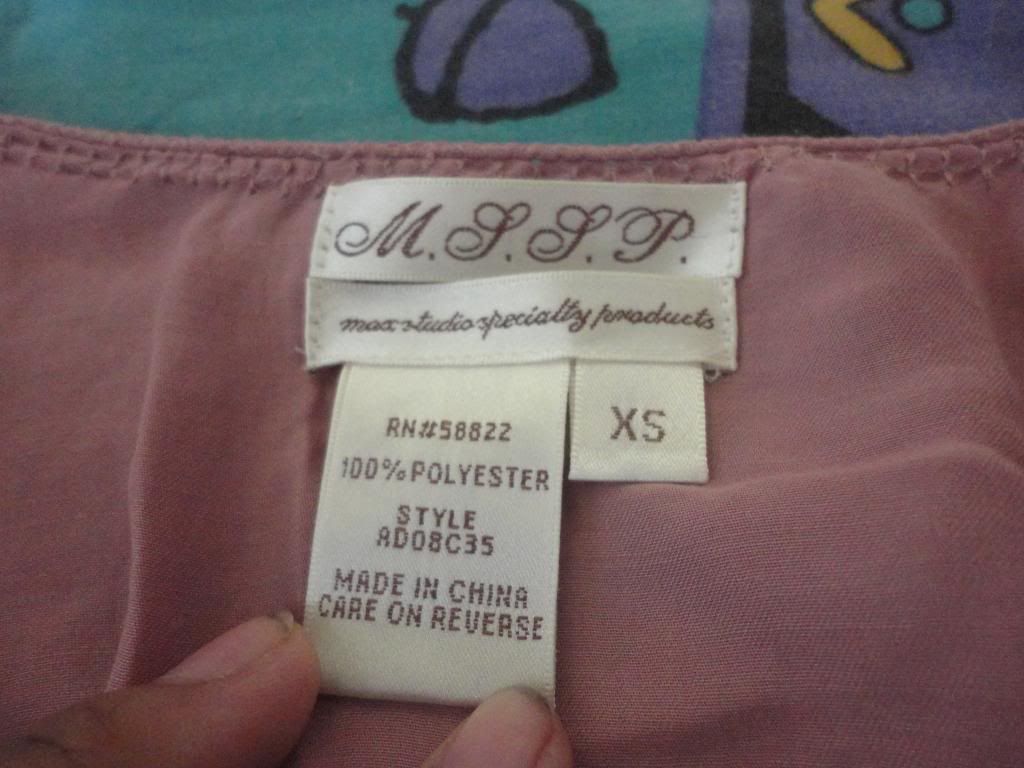 M.S.S.P.
max studio specialty products
XS
RN#58822
100% POLYESTER
STYLE
AD08C35
MADE IN CHINA
CARE ON REVERSE